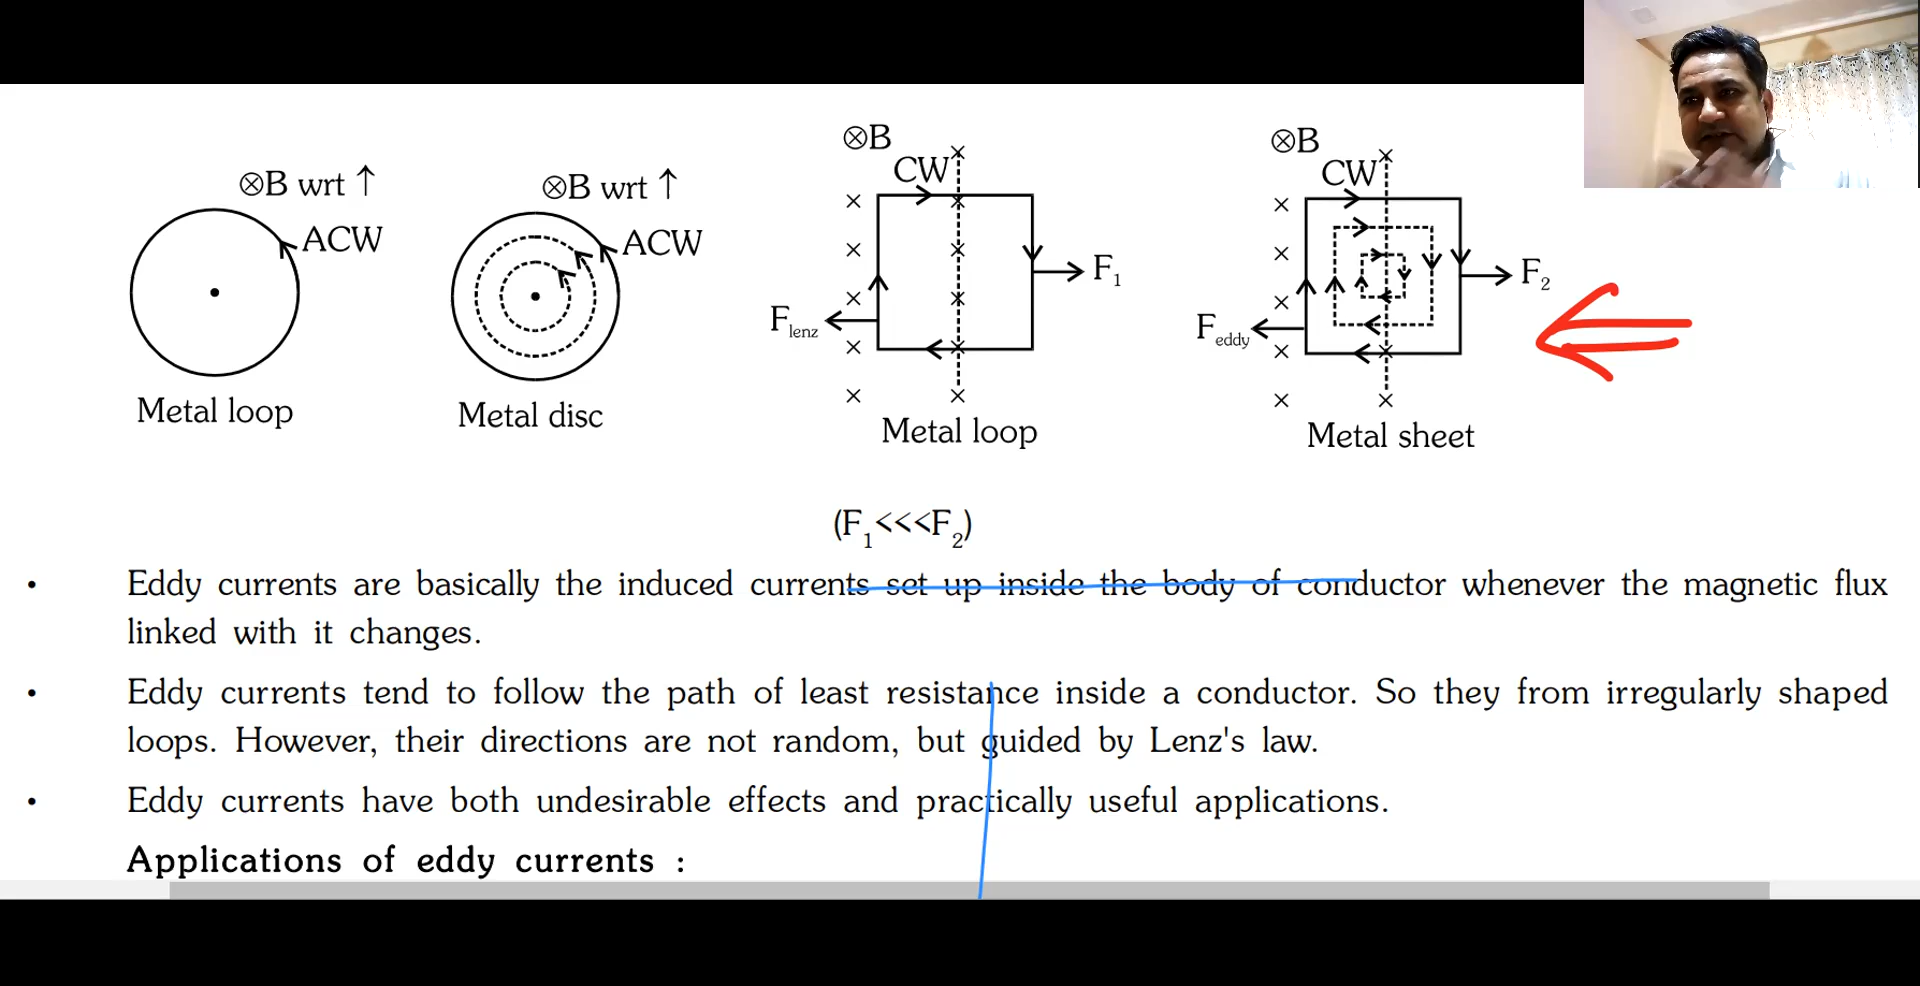 ⊗B wrt ↑
ACW
Metal loop
⊗B wrt ↑
ACW
Metal disc
⊗B
CW
F₁
F_lenz
Metal loop
⊗B
CW
F₂
F_eddy
Metal sheet
(F₁<<<F₂)
• Eddy currents are basically the induced currents set up inside the body of conductor whenever the magnetic flux
linked with it changes.
• Eddy currents tend to follow the path of least resistance inside a conductor. So they from irregularly shaped
loops. However, their directions are not random, but guided by Lenz's law.
• Eddy currents have both undesirable effects and practically useful applications.
Applications of eddy currents :